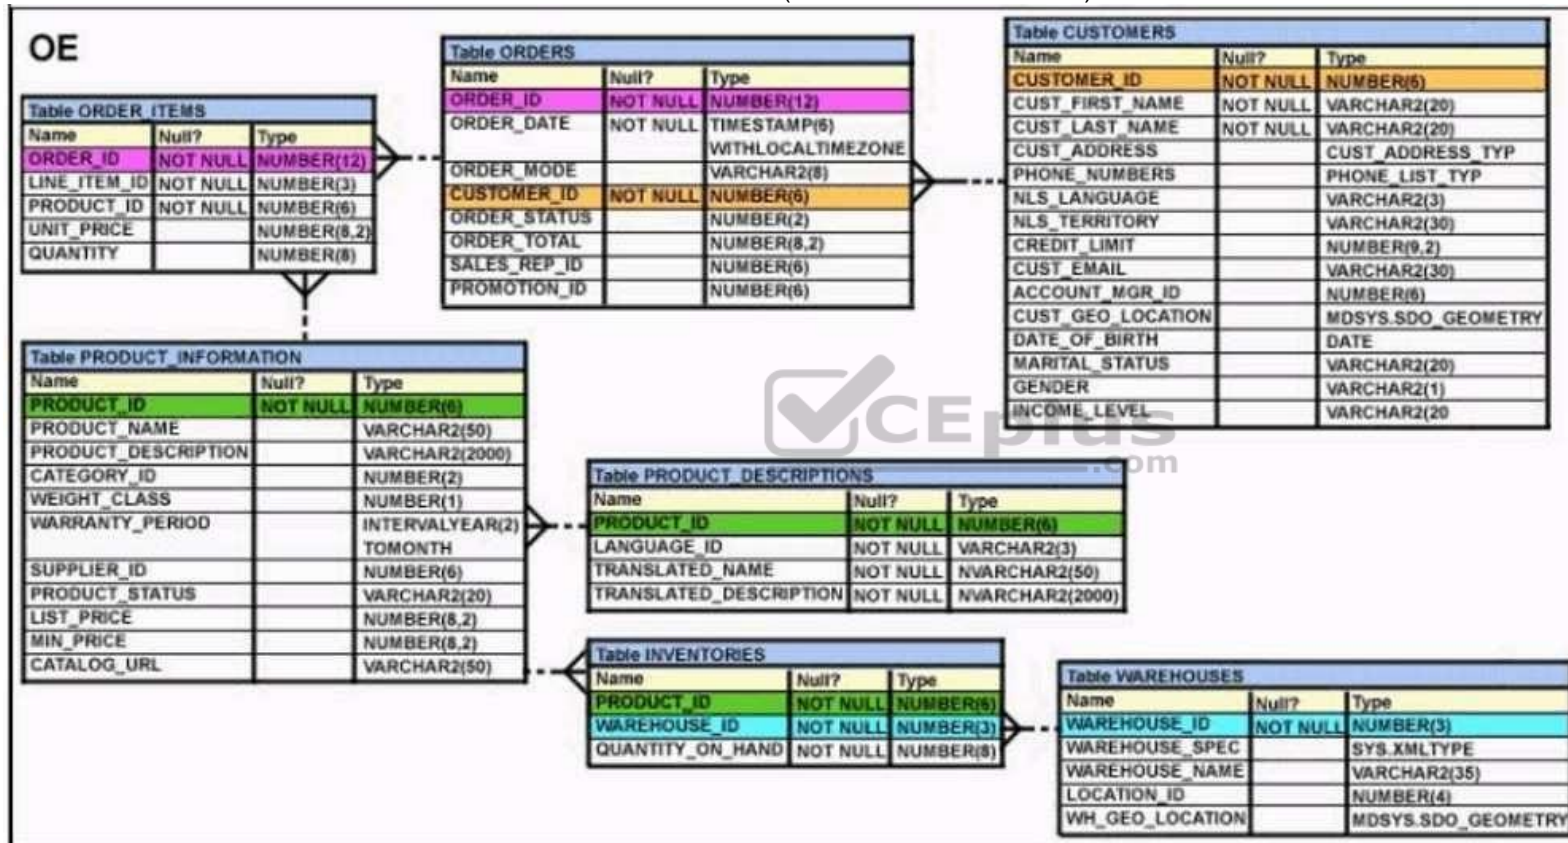 OE
Table ORDER_ITEMS
Name Null? Type
ORDER_ID NOT NULL NUMBER(12)
LINE_ITEM_ID NOT NULL NUMBER(3)
PRODUCT_ID NOT NULL NUMBER(6)
UNIT_PRICE NUMBER(8,2)
QUANTITY NUMBER(8)
Table ORDERS
Name Null? Type
ORDER_ID NOT NULL NUMBER(12)
ORDER_DATE NOT NULL TIMESTAMP(6)
WITHLOCALTIMEZONE
ORDER_MODE VARCHAR2(8)
CUSTOMER_ID NOT NULL NUMBER(6)
ORDER_STATUS NUMBER(2)
ORDER_TOTAL NUMBER(8,2)
SALES_REP_ID NUMBER(6)
PROMOTION_ID NUMBER(6)
Table CUSTOMERS
Name Null? Type
CUSTOMER_ID NOT NULL NUMBER(6)
CUST_FIRST_NAME NOT NULL VARCHAR2(20)
CUST_LAST_NAME NOT NULL VARCHAR2(20)
CUST_ADDRESS CUST_ADDRESS_TYP
PHONE_NUMBERS PHONE_LIST_TYP
NLS_LANGUAGE VARCHAR2(3)
NLS_TERRITORY VARCHAR2(30)
CREDIT_LIMIT NUMBER(9,2)
CUST_EMAIL VARCHAR2(30)
ACCOUNT_MGR_ID NUMBER(6)
CUST_GEO_LOCATION MDSYS.SDO_GEOMETRY
DATE_OF_BIRTH DATE
MARITAL_STATUS VARCHAR2(20)
GENDER VARCHAR2(1)
INCOME_LEVEL VARCHAR2(20
Table PRODUCT_INFORMATION
Name Null? Type
PRODUCT_ID NOT NULL NUMBER(6)
PRODUCT_NAME VARCHAR2(50)
PRODUCT_DESCRIPTION VARCHAR2(2000)
CATEGORY_ID NUMBER(2)
WEIGHT_CLASS NUMBER(1)
WARRANTY_PERIOD INTERVALYEAR(2)
TOMONTH
SUPPLIER_ID NUMBER(6)
PRODUCT_STATUS VARCHAR2(20)
LIST_PRICE NUMBER(8,2)
MIN_PRICE NUMBER(8,2)
CATALOG_URL VARCHAR2(50)
CEplus
.com
Table PRODUCT_DESCRIPTIONS
Name Null? Type
PRODUCT_ID NOT NULL NUMBER(6)
LANGUAGE_ID NOT NULL VARCHAR2(3)
TRANSLATED_NAME NOT NULL NVARCHAR2(50)
TRANSLATED_DESCRIPTION NOT NULL NVARCHAR2(2000)
Table INVENTORIES
Name Null? Type
PRODUCT_ID NOT NULL NUMBER(6)
WAREHOUSE_ID NOT NULL NUMBER(3)
QUANTITY_ON_HAND NOT NULL NUMBER(8)
Table WAREHOUSES
Name Null? Type
WAREHOUSE_ID NOT NULL NUMBER(3)
WAREHOUSE_SPEC SYS.XMLTYPE
WAREHOUSE_NAME VARCHAR2(35)
LOCATION_ID NUMBER(4)
WH_GEO_LOCATION MDSYS.SDO_GEOMETRY